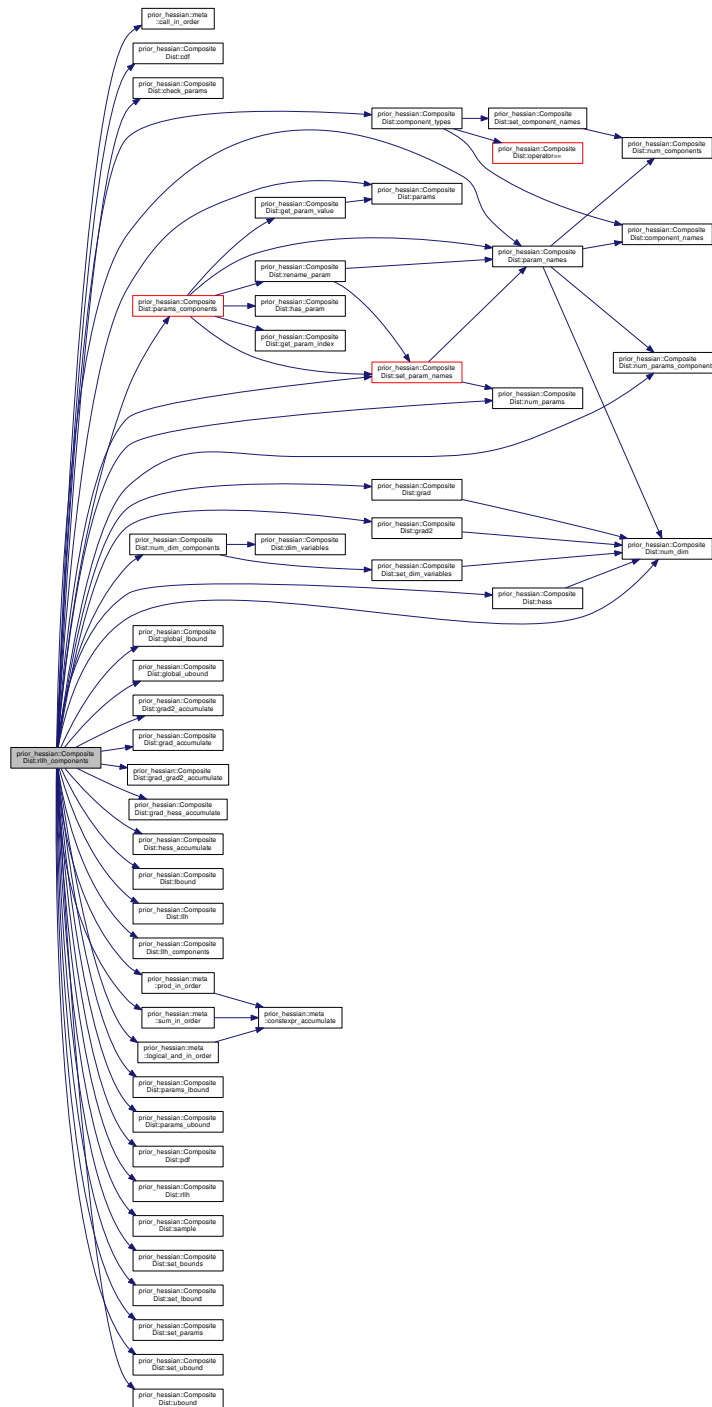 prior_hessian::meta
::call_in_order
prior_hessian::Composite
Dist::cdf
prior_hessian::Composite
Dist::check_params
prior_hessian::Composite
Dist::component_types
prior_hessian::Composite
Dist::set_component_names
prior_hessian::Composite
Dist::operator==
prior_hessian::Composite
Dist::num_components
prior_hessian::Composite
Dist::params
prior_hessian::Composite
Dist::get_param_value
prior_hessian::Composite
Dist::component_names
prior_hessian::Composite
Dist::param_names
prior_hessian::Composite
Dist::rename_param
prior_hessian::Composite
Dist::params_components
prior_hessian::Composite
Dist::has_param
prior_hessian::Composite
Dist::get_param_index
prior_hessian::Composite
Dist::num_params_components
prior_hessian::Composite
Dist::set_param_names
prior_hessian::Composite
Dist::num_params
prior_hessian::Composite
Dist::grad
prior_hessian::Composite
Dist::grad2
prior_hessian::Composite
Dist::num_dim_components
prior_hessian::Composite
Dist::dim_variables
prior_hessian::Composite
Dist::num_dim
prior_hessian::Composite
Dist::set_dim_variables
prior_hessian::Composite
Dist::hess
prior_hessian::Composite
Dist::global_lbound
prior_hessian::Composite
Dist::global_ubound
prior_hessian::Composite
Dist::grad2_accumulate
prior_hessian::Composite
Dist::grad_accumulate
prior_hessian::Composite
Dist::rllh_components
prior_hessian::Composite
Dist::grad_grad2_accumulate
prior_hessian::Composite
Dist::grad_hess_accumulate
prior_hessian::Composite
Dist::hess_accumulate
prior_hessian::Composite
Dist::lbound
prior_hessian::Composite
Dist::llh
prior_hessian::Composite
Dist::llh_components
prior_hessian::meta
::prod_in_order
prior_hessian::meta
::sum_in_order
prior_hessian::meta
::constexpr_accumulate
prior_hessian::meta
::logical_and_in_order
prior_hessian::Composite
Dist::params_lbound
prior_hessian::Composite
Dist::params_ubound
prior_hessian::Composite
Dist::pdf
prior_hessian::Composite
Dist::rllh
prior_hessian::Composite
Dist::sample
prior_hessian::Composite
Dist::set_bounds
prior_hessian::Composite
Dist::set_lbound
prior_hessian::Composite
Dist::set_params
prior_hessian::Composite
Dist::set_ubound
prior_hessian::Composite
Dist::ubound